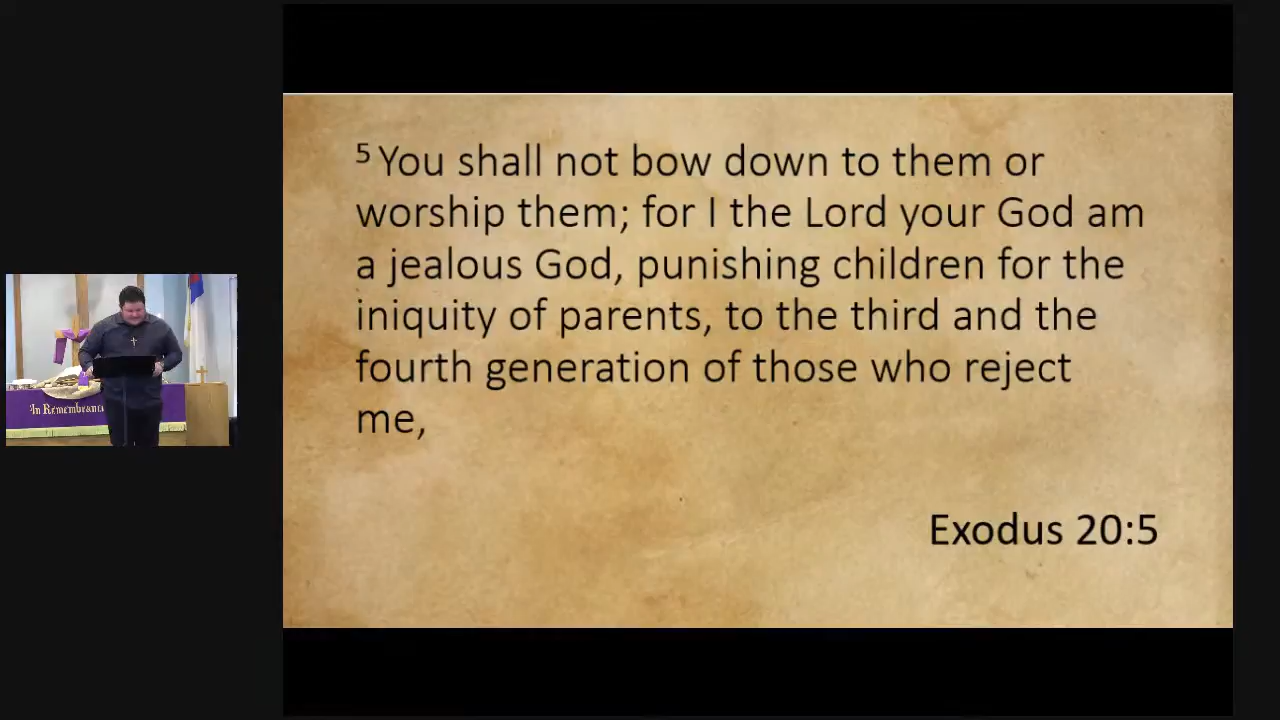 5 You shall not bow down to them or
worship them; for I the Lord your God am
a jealous God, punishing children for the
iniquity of parents, to the third and the
fourth generation of those who reject
me,
Exodus 20:5
In Remembrance